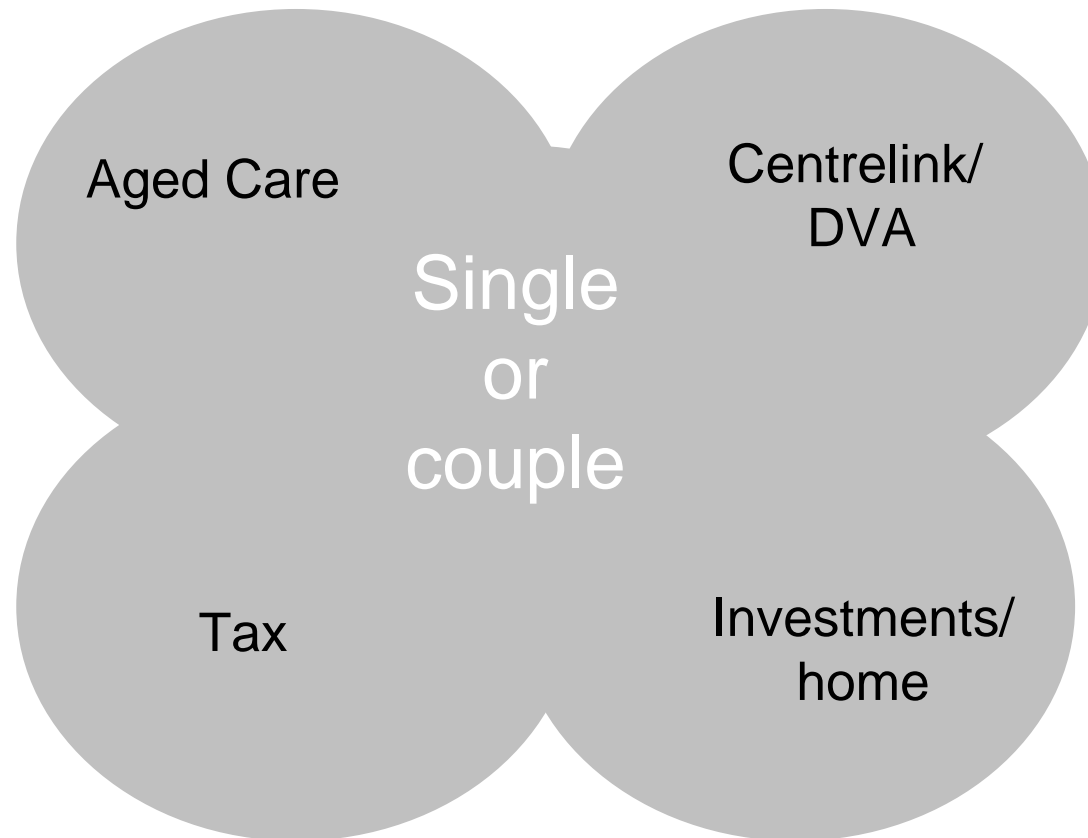 Aged Care
Centrelink/
DVA
Single
or
couple
Tax
Investments/
home